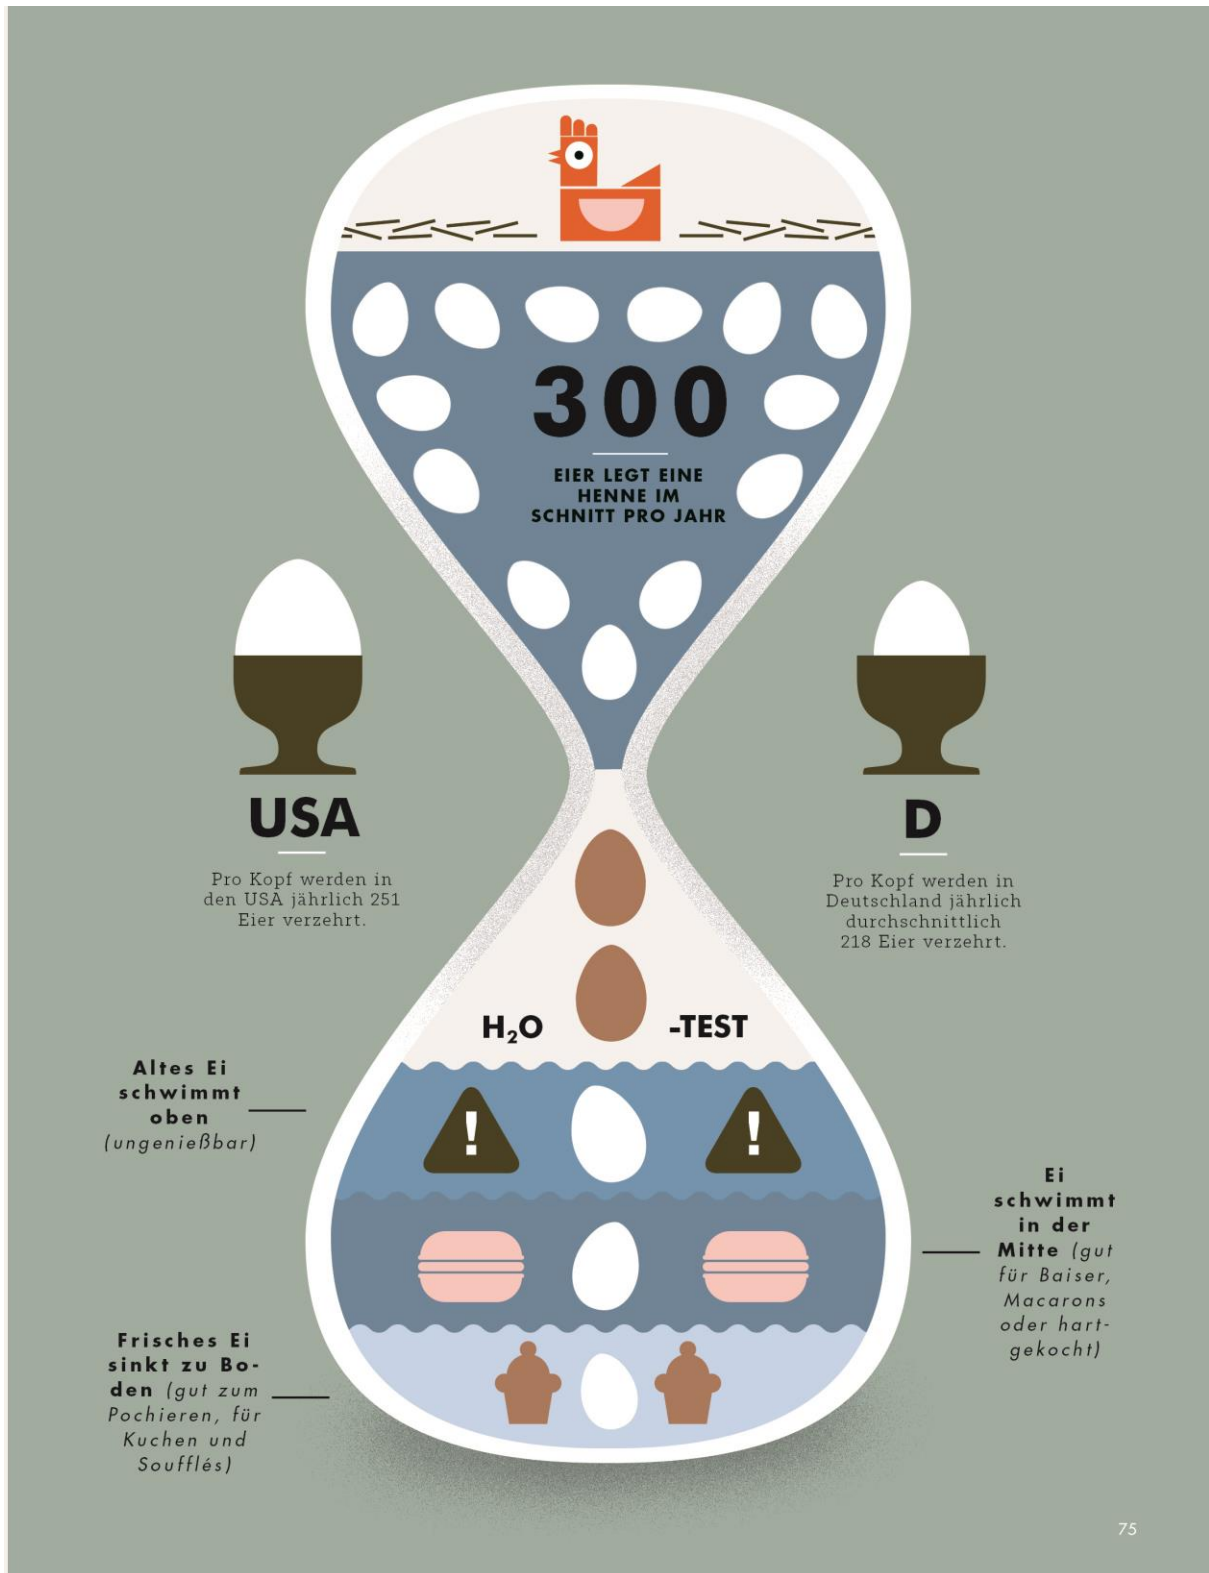 300
EIER LEGT EINE
HENNE IM
SCHNITT PRO JAHR
USA
Pro Kopf werden in
den USA jährlich 251
Eier verzehrt.
D
Pro Kopf werden in
Deutschland jährlich
durchschnittlich
218 Eier verzehrt.
H₂O -TEST
Altes Ei
schwimmt
oben
(ungenießbar)
!
!
Ei
schwimmt
in der
Mitte (gut
für Baiser,
Macarons
oder hart-
gekocht)
Frisches Ei
sinkt zu Bo-
den (gut zum
Pochieren, für
Kuchen und
Soufflés)
75